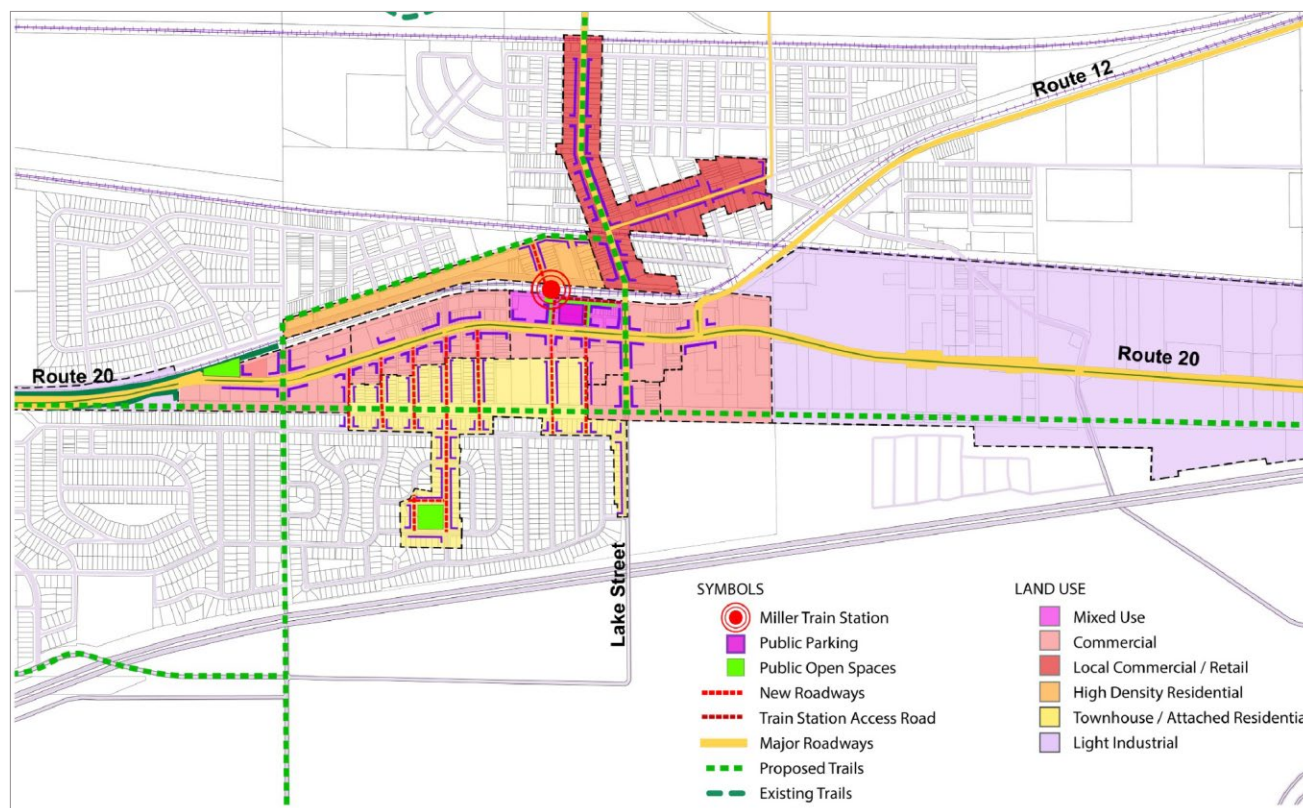 Route 12
Route 20
Route 20
Lake Street
SYMBOLS
Miller Train Station
Public Parking
Public Open Spaces
New Roadways
Train Station Access Road
Major Roadways
Proposed Trails
Existing Trails
LAND USE
Mixed Use
Commercial
Local Commercial / Retail
High Density Residential
Townhouse / Attached Residentia
Light Industrial